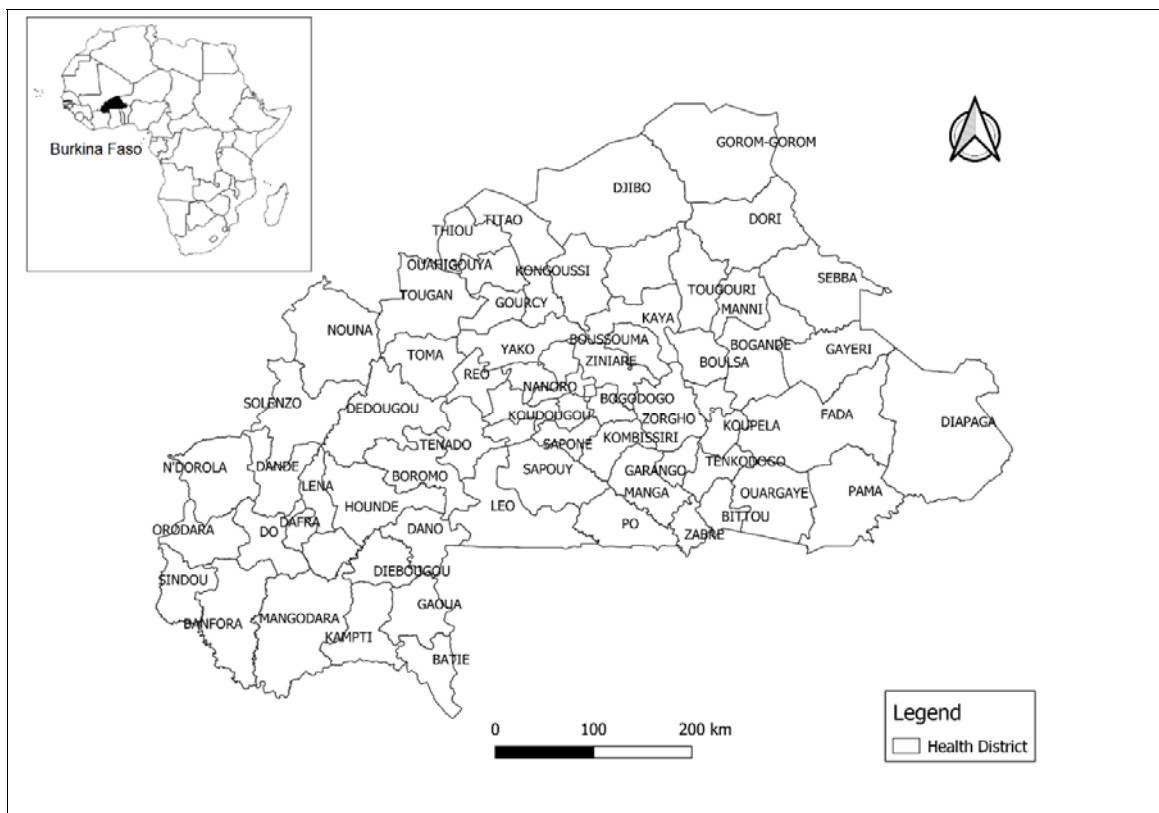 Burkina Faso
GOROM-GOROM
DJIBO
DORI
TITAO
THIOU
OUAHIGOUYA
KONGOUSSI
SEBBA
TOUGAN
TOUGOURI
GOURCY
MANNI
KAYA
NOUNA
BOUSSOUMA
BOGANDE
YAKO
GAYERI
TOMA
ZINIARE
BOULSA
REO
NANORO
BOGODOGO
SOLENZO
DEDOUGOU
KOUDOUGOU
ZORGHO
FADA
KOUPELA
DIAPAGA
KOMBISSIRI
TENADO
SAPONE
TENKODOGO
N'DOROLA
DANDE
SAPOUY
GARANGO
BOROMO
LENA
MANGA
OUARGAYE
PAMA
HOUNDE
LEO
BITTOU
DAFRA
PO
ORODARA
DO
DANO
ZABRE
DIEBOUGOU
SINDOU
GAOUA
MANGODARA
BANFORA
KAMPTI
BATIE
0 100 200 km
Legend
Health District